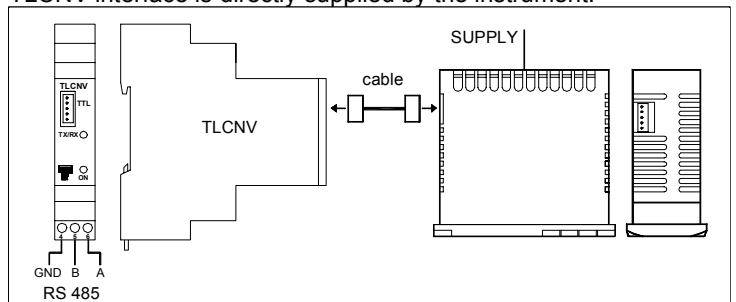 TLCNV interface is directly supplied by the instrument.
SUPPLY
TLCNV
TTL
cable
TX/RX
TLCNV
ON
4 5 6
GND B A
RS 485